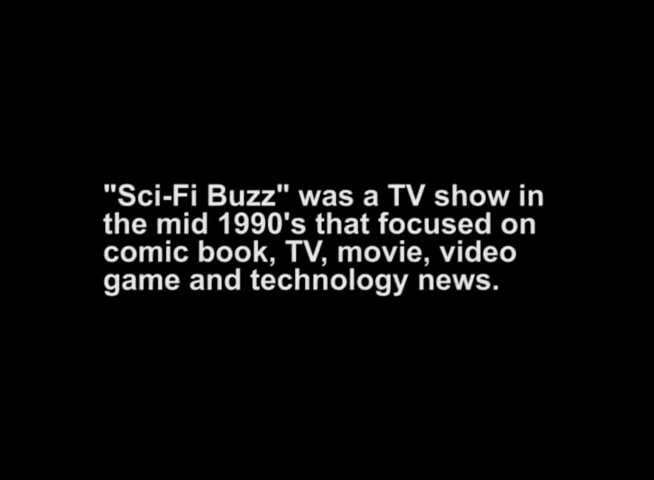 "Sci-Fi Buzz" was a TV show in
the mid 1990's that focused on
comic book, TV, movie, video
game and technology news.